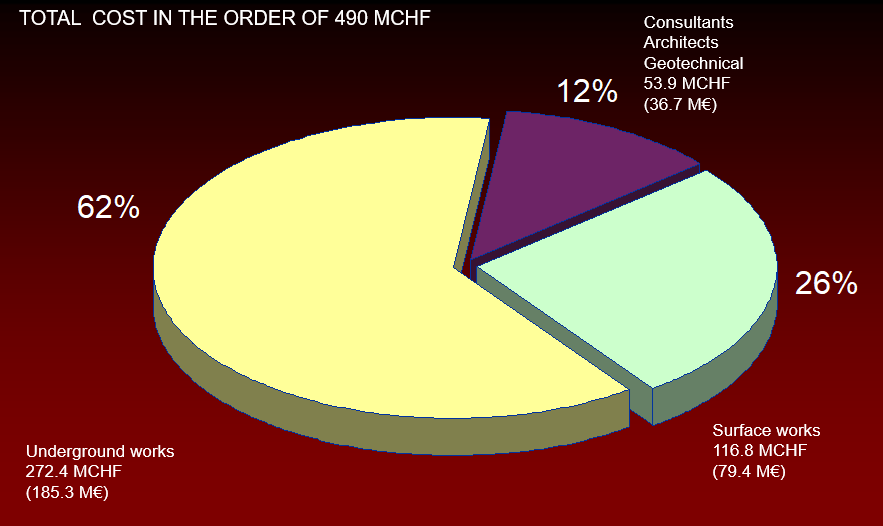 TOTAL  COST IN THE ORDER OF 490 MCHF
Consultants
Architects
Geotechnical
53.9 MCHF
(36.7 M€)
12%
62%
26%
Surface works
116.8 MCHF
(79.4 M€)
Underground works
272.4 MCHF
(185.3 M€)